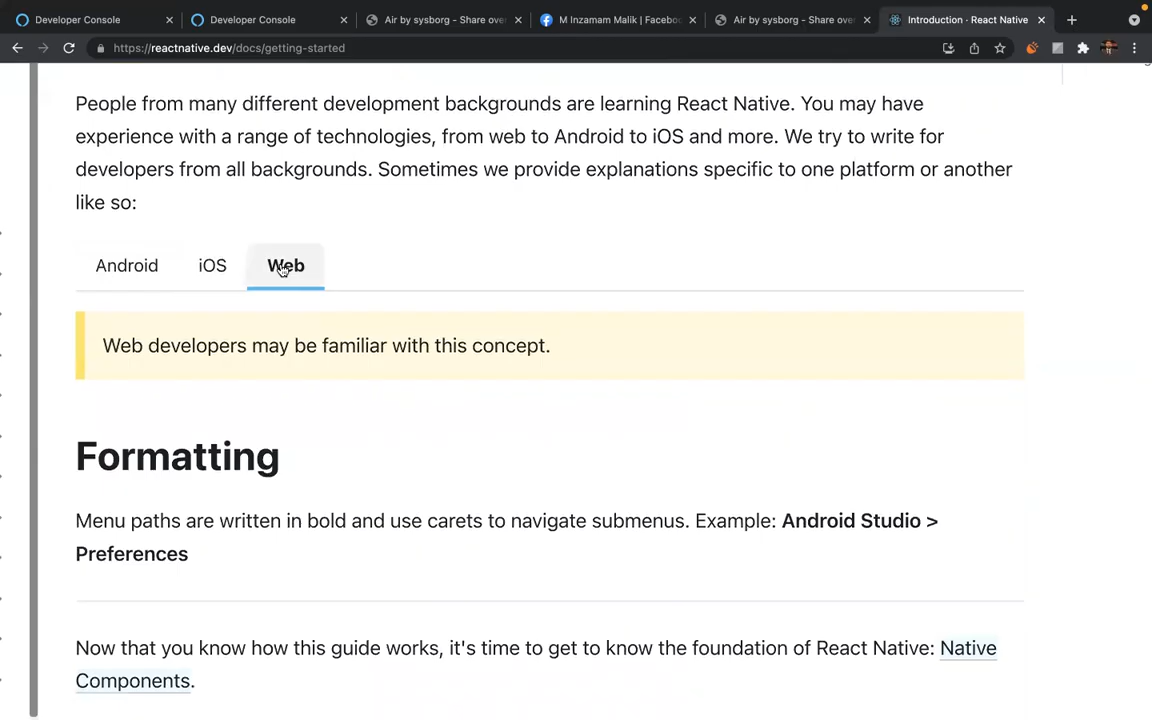 Developer Console
Developer Console
Air by sysborg - Share over
M Inzamam Malik | Faceboo
Air by sysborg - Share over
Introduction · React Native
https://reactnative.dev/docs/getting-started
People from many different development backgrounds are learning React Native. You may have
experience with a range of technologies, from web to Android to iOS and more. We try to write for
developers from all backgrounds. Sometimes we provide explanations specific to one platform or another
like so:
Android iOS Web
Web developers may be familiar with this concept.
Formatting
Menu paths are written in bold and use carets to navigate submenus. Example: Android Studio >
Preferences
Now that you know how this guide works, it's time to get to know the foundation of React Native: Native
Components.